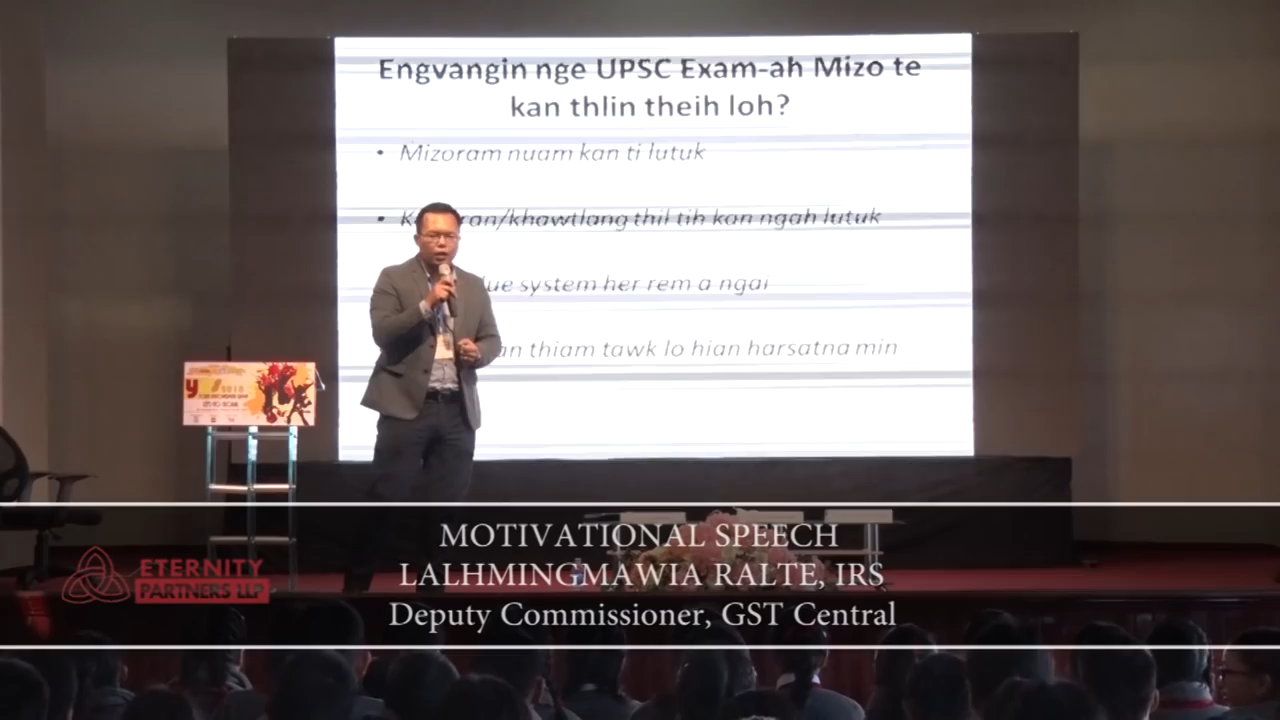 Engvangin nge UPSC Exam-ah Mizo te
kan thlin theih loh?
• Mizoram nuam kan ti lutuk
• thil tih kan ngah lutuk
system her rem a ngai
thiam tawk lo hian harsatna min
2018
MOTIVATIONAL SPEECH
LALHMINGMAWIA RALTE, IRS
Deputy Commissioner, GST Central
ETERNITY
PARTNERS LLP